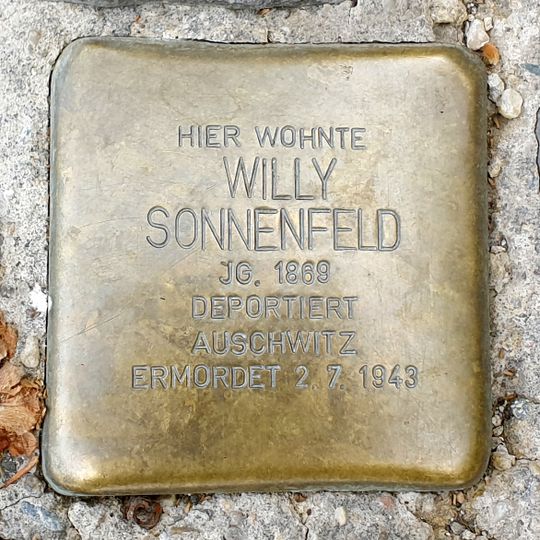 HIER WOHNTE
WILLY
SONNENFELD
JG. 1869
DEPORTIERT
AUSCHWITZ
ERMORDET 2. 7. 1943